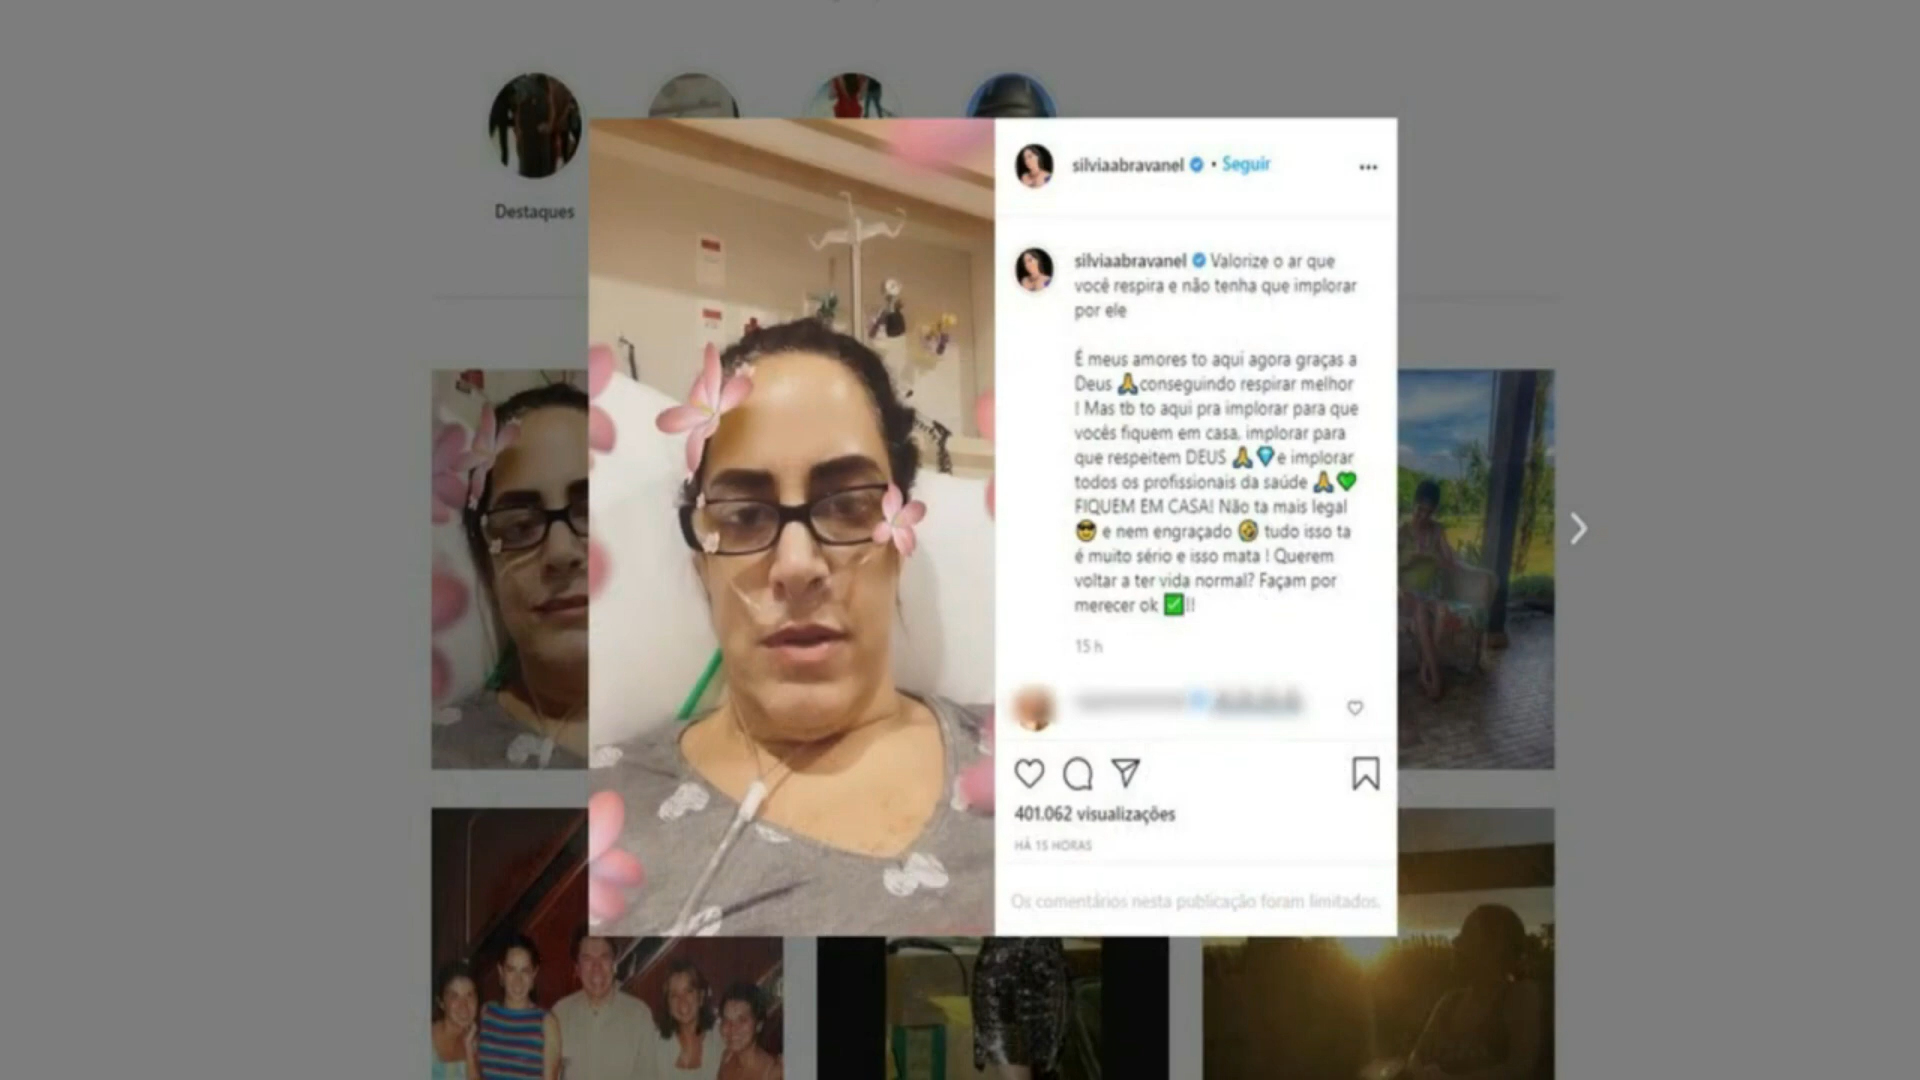 Destaques
silviaabravanel • Seguir
silviaabravanel Valorize o ar que
você respira e não tenha que implorar
por ele
É meus amores to aqui agora graças a
Deus 🙏conseguindo respirar melhor
! Mas tb to aqui pra implorar para que
vocês fiquem em casa, implorar para
que respeitem DEUS 🙏💎e implorar
todos os profissionais da saúde 🙏💚
FIQUEM EM CASA! Não ta mais legal
😎 e nem engraçado 🤣 tudo isso ta
é muito sério e isso mata ! Querem
voltar a ter vida normal? Façam por
merecer ok ✅!!
15 h
401.062 visualizações
HÁ 15 HORAS
Os comentários nesta publicação foram limitados.